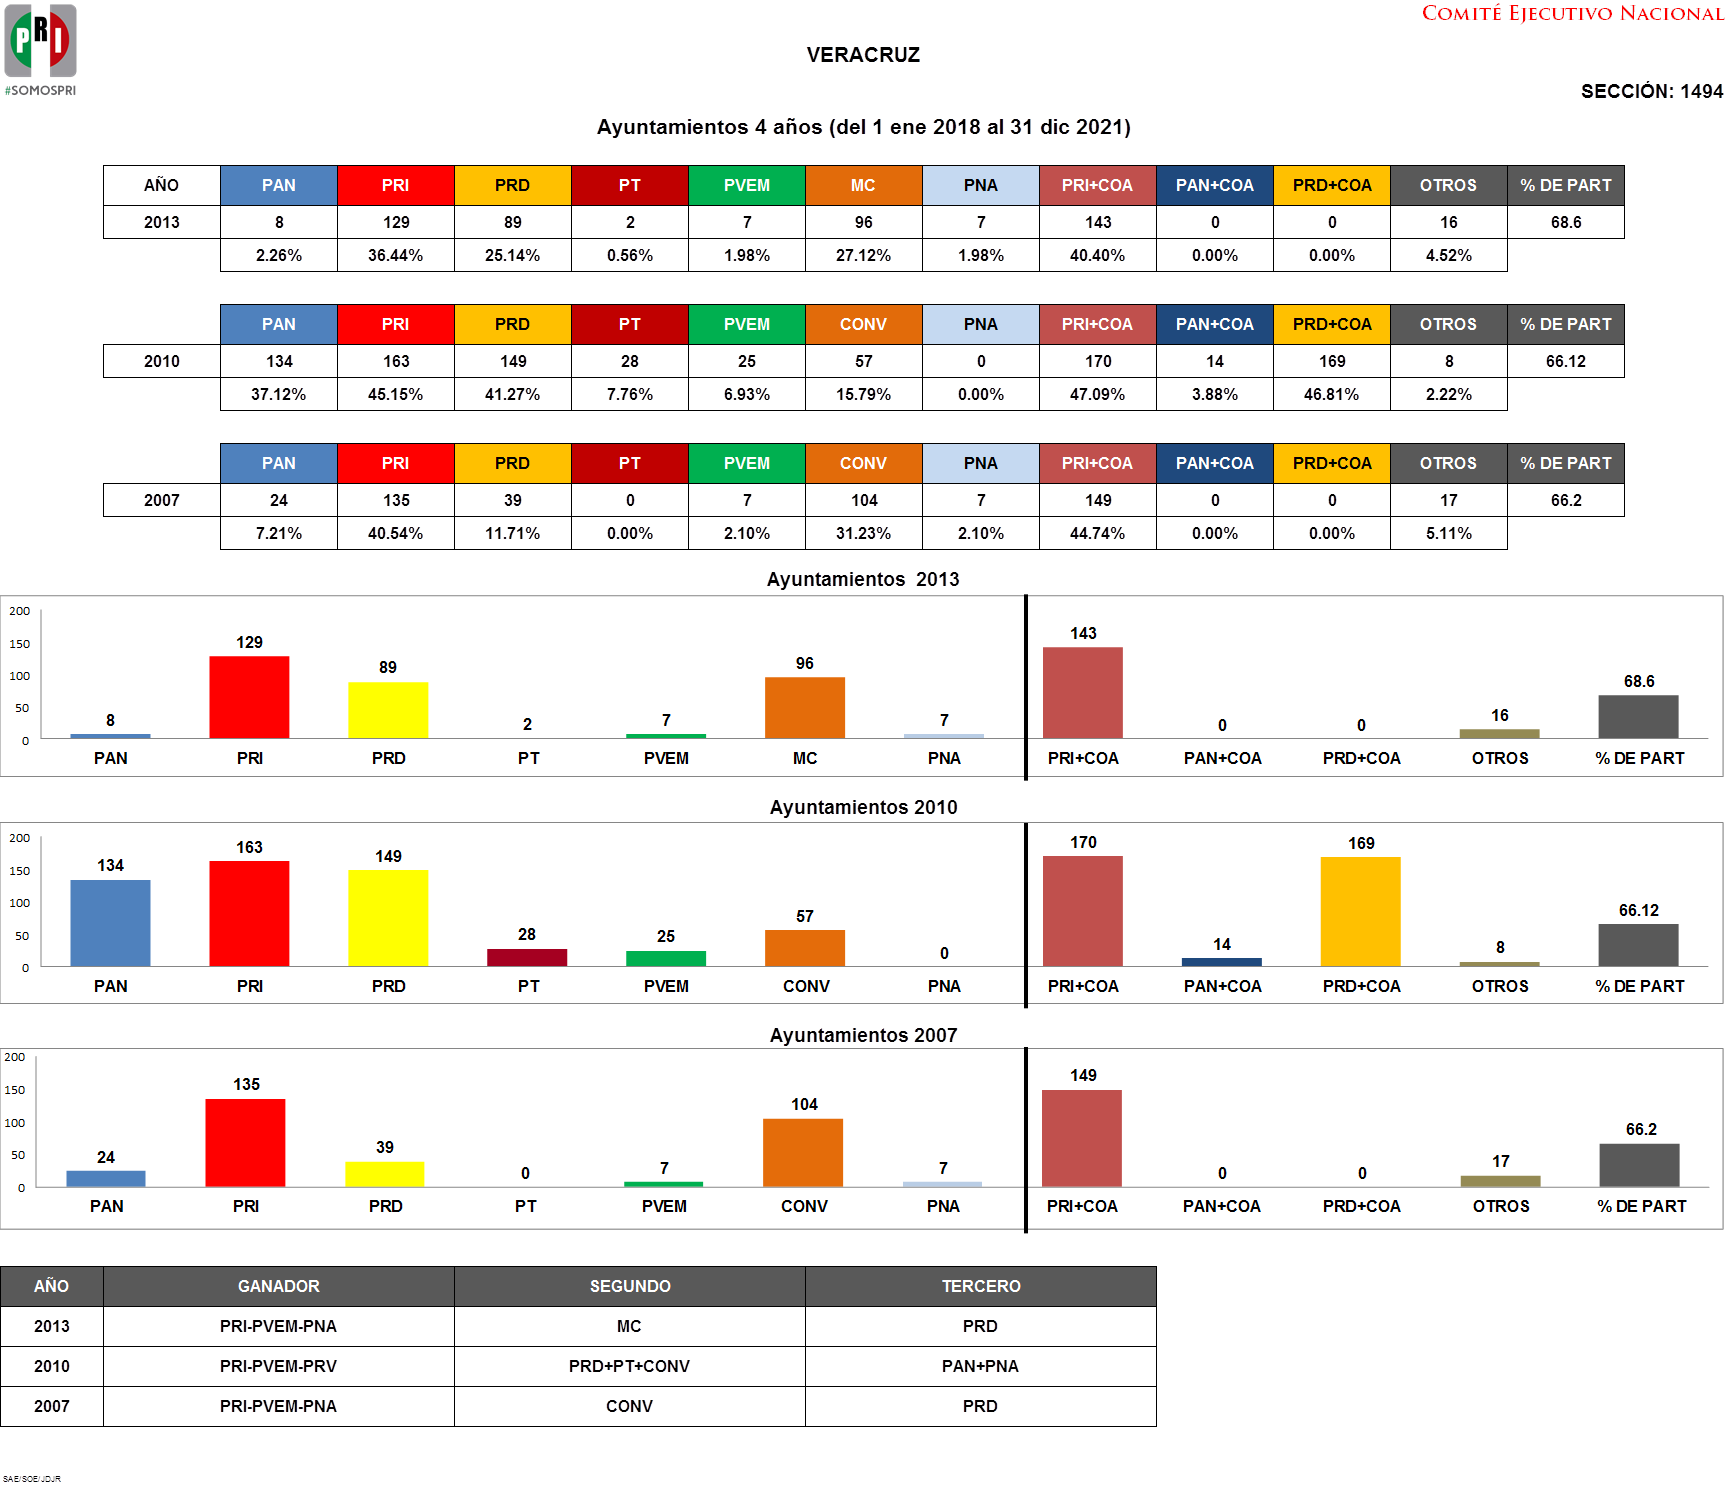 COMITÉ EJECUTIVO NACIONAL
PRI
#SOMOSPRI
VERACRUZ
SECCIÓN: 1494
Ayuntamientos 4 años (del 1 ene 2018 al 31 dic 2021)
AÑO PAN PRI PRD PT PVEM MC PNA PRI+COA PAN+COA PRD+COA OTROS % DE PART
2013 8 129 89 2 7 96 7 143 0 0 16 68.6
2.26% 36.44% 25.14% 0.56% 1.98% 27.12% 1.98% 40.40% 0.00% 0.00% 4.52%
PAN PRI PRD PT PVEM CONV PNA PRI+COA PAN+COA PRD+COA OTROS % DE PART
2010 134 163 149 28 25 57 0 170 14 169 8 66.12
37.12% 45.15% 41.27% 7.76% 6.93% 15.79% 0.00% 47.09% 3.88% 46.81% 2.22%
PAN PRI PRD PT PVEM CONV PNA PRI+COA PAN+COA PRD+COA OTROS % DE PART
2007 24 135 39 0 7 104 7 149 0 0 17 66.2
7.21% 40.54% 11.71% 0.00% 2.10% 31.23% 2.10% 44.74% 0.00% 0.00% 5.11%
Ayuntamientos 2013
200
150
100
50
0
8 129 89 2 7 96 7 143 0 0 16 68.6
PAN PRI PRD PT PVEM MC PNA PRI+COA PAN+COA PRD+COA OTROS % DE PART
Ayuntamientos 2010
200
150
100
50
0
134 163 149 28 25 57 0 170 14 169 8 66.12
PAN PRI PRD PT PVEM CONV PNA PRI+COA PAN+COA PRD+COA OTROS % DE PART
Ayuntamientos 2007
200
150
100
50
0
24 135 39 0 7 104 7 149 0 0 17 66.2
PAN PRI PRD PT PVEM CONV PNA PRI+COA PAN+COA PRD+COA OTROS % DE PART
AÑO GANADOR SEGUNDO TERCERO
2013 PRI-PVEM-PNA MC PRD
2010 PRI-PVEM-PRV PRD+PT+CONV PAN+PNA
2007 PRI-PVEM-PNA CONV PRD
SAE/SOE/JDJR